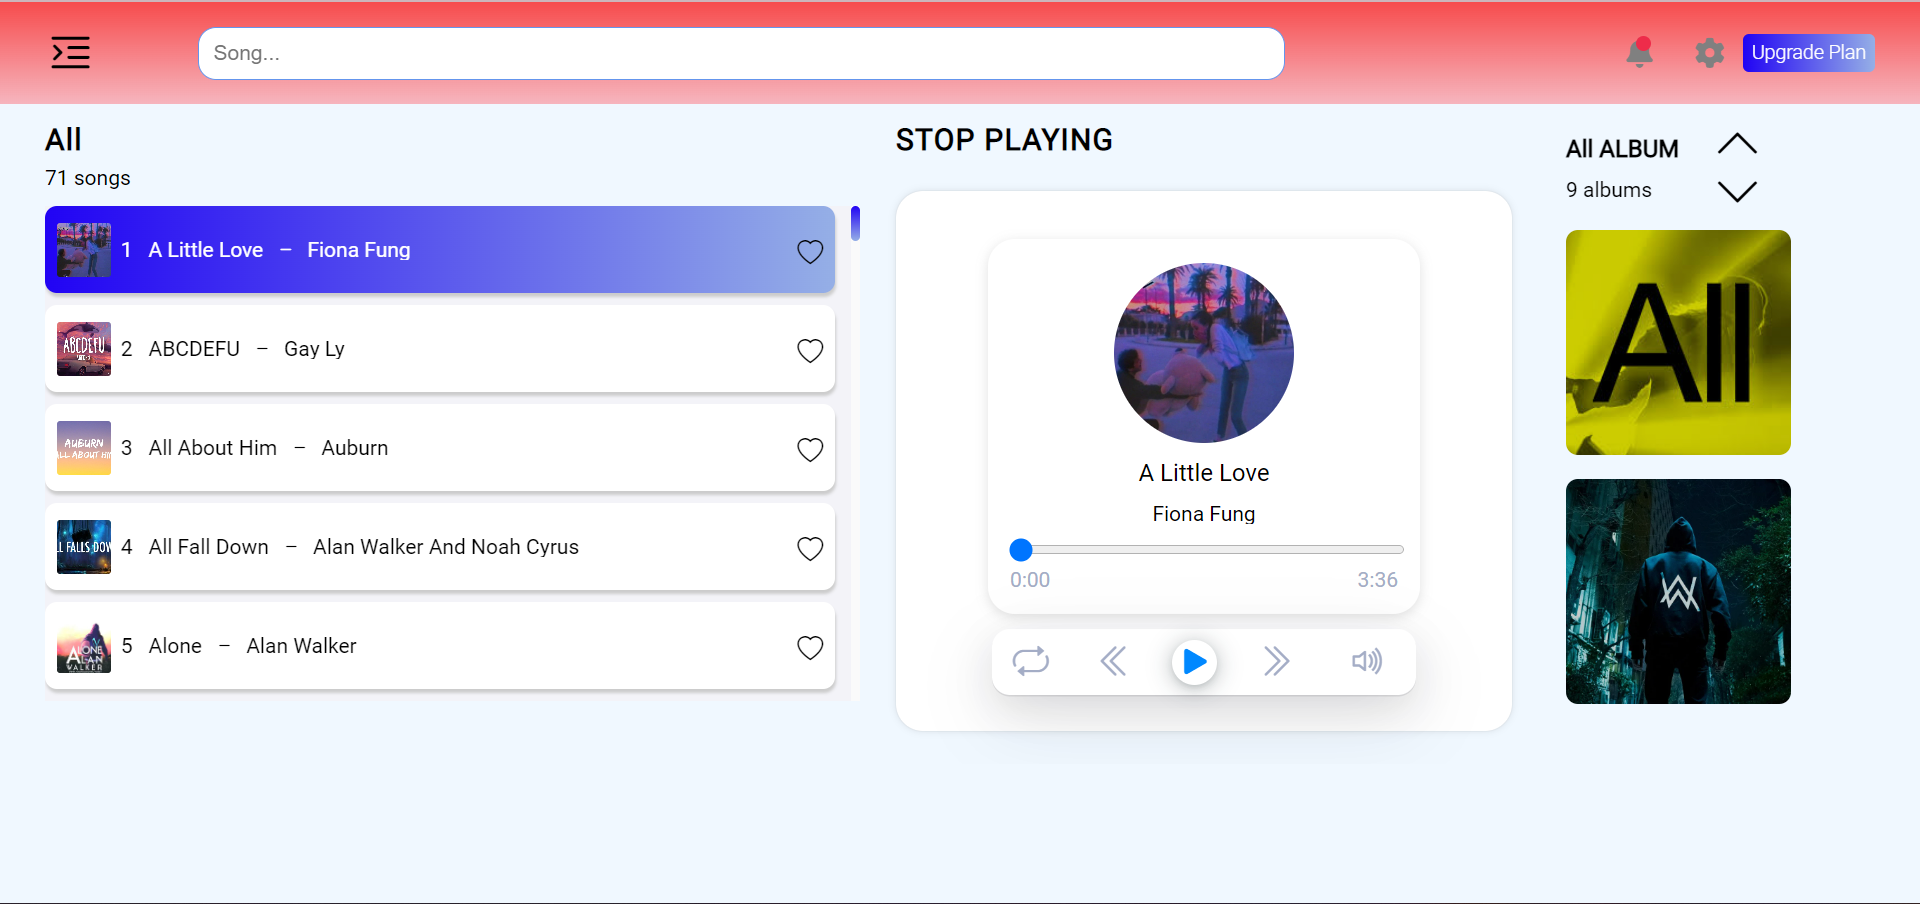 Song...
Upgrade Plan
All
71 songs
1 A Little Love – Fiona Fung
ABCDEFU
2 ABCDEFU – Gay Ly
AUBURN
ALL ABOUT HIM
3 All About Him – Auburn
LL FALLS DOW
4 All Fall Down – Alan Walker And Noah Cyrus
ALONE
ALAN
WALKER
5 Alone – Alan Walker
STOP PLAYING
A Little Love
Fiona Fung
0:00 3:36
All ALBUM
9 albums
All